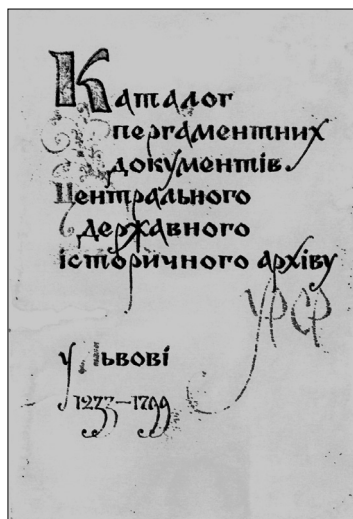 Каталог
пергаментних
документів
Центрального
державного
історичного архіву
УРСР
у Львові
1233—1799